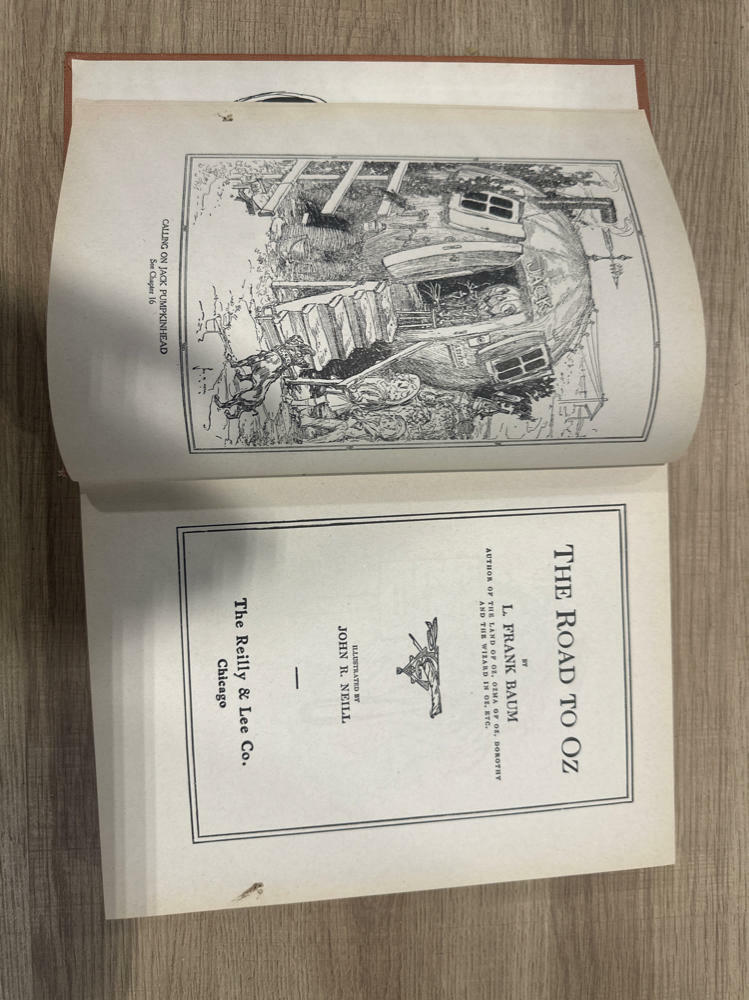 JACK
CALLING ON JACK PUMPKINHEAD
See Chapter 16
THE ROAD TO OZ
BY
L. FRANK BAUM
AUTHOR OF THE LAND OF OZ, OZMA OF OZ, DOROTHY
AND THE WIZARD IN OZ, ETC.
ILLUSTRATED BY
JOHN R. NEILL
The Reilly & Lee Co.
Chicago